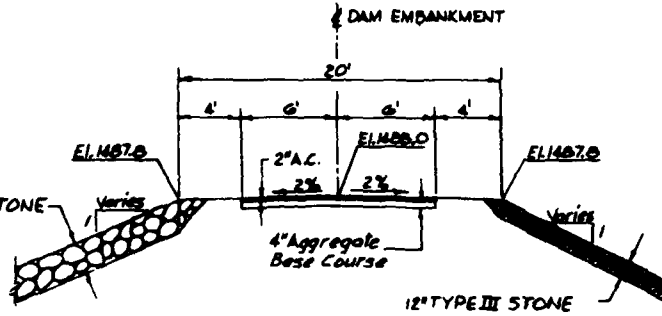 ℄ DAM EMBANKMENT
20'
4' 6' 6' 4'
El.1487.8
El.1488.0
El.1487.8
2"A.C.
2% 2%
STONE
1 Varies
Varies 1
4"Aggregate
Base Course
12"TYPE III STONE